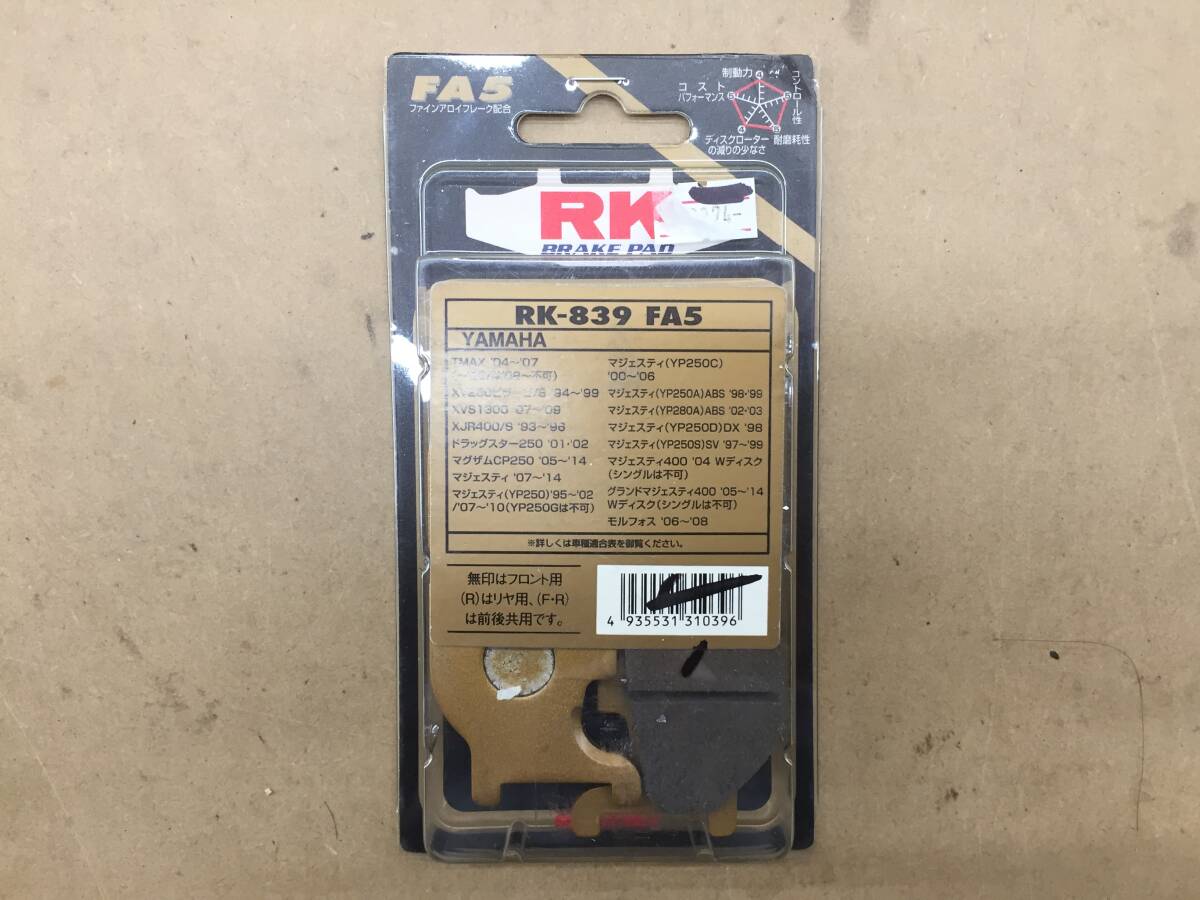 FA5
ファインアロイフレーク配合
制動力
4
コントロール性
コスト
パフォーマンス
5
5
4
5
ディスクローター
の減りの少なさ
耐磨耗性
RK
BRAKE PAD
RK-839 FA5
YAMAHA
TMAX '04～'07
XVS1300 '07～'09
XJR400/S '93～'96
ドラッグスター250 '01・'02
マグザムCP250 '05～'14
マジェスティ '07～'14
マジェスティ(YP250)'95～'02
/'07～'10(YP250Gは不可)
マジェスティ(YP250C)
'00～'06
マジェスティ(YP250A)ABS '98・'99
マジェスティ(YP280A)ABS '02・'03
マジェスティ(YP250D)DX '98
マジェスティ(YP250S)SV '97～'99
マジェスティ400 '04 Wディスク
(シングルは不可)
グランドマジェスティ400 '05～'14
Wディスク(シングルは不可)
モルフォス '06～'08
※詳しくは車種適合表を御覧ください。
無印はフロント用
(R)はリヤ用、(F・R)
は前後共用です。
4 935531 310396